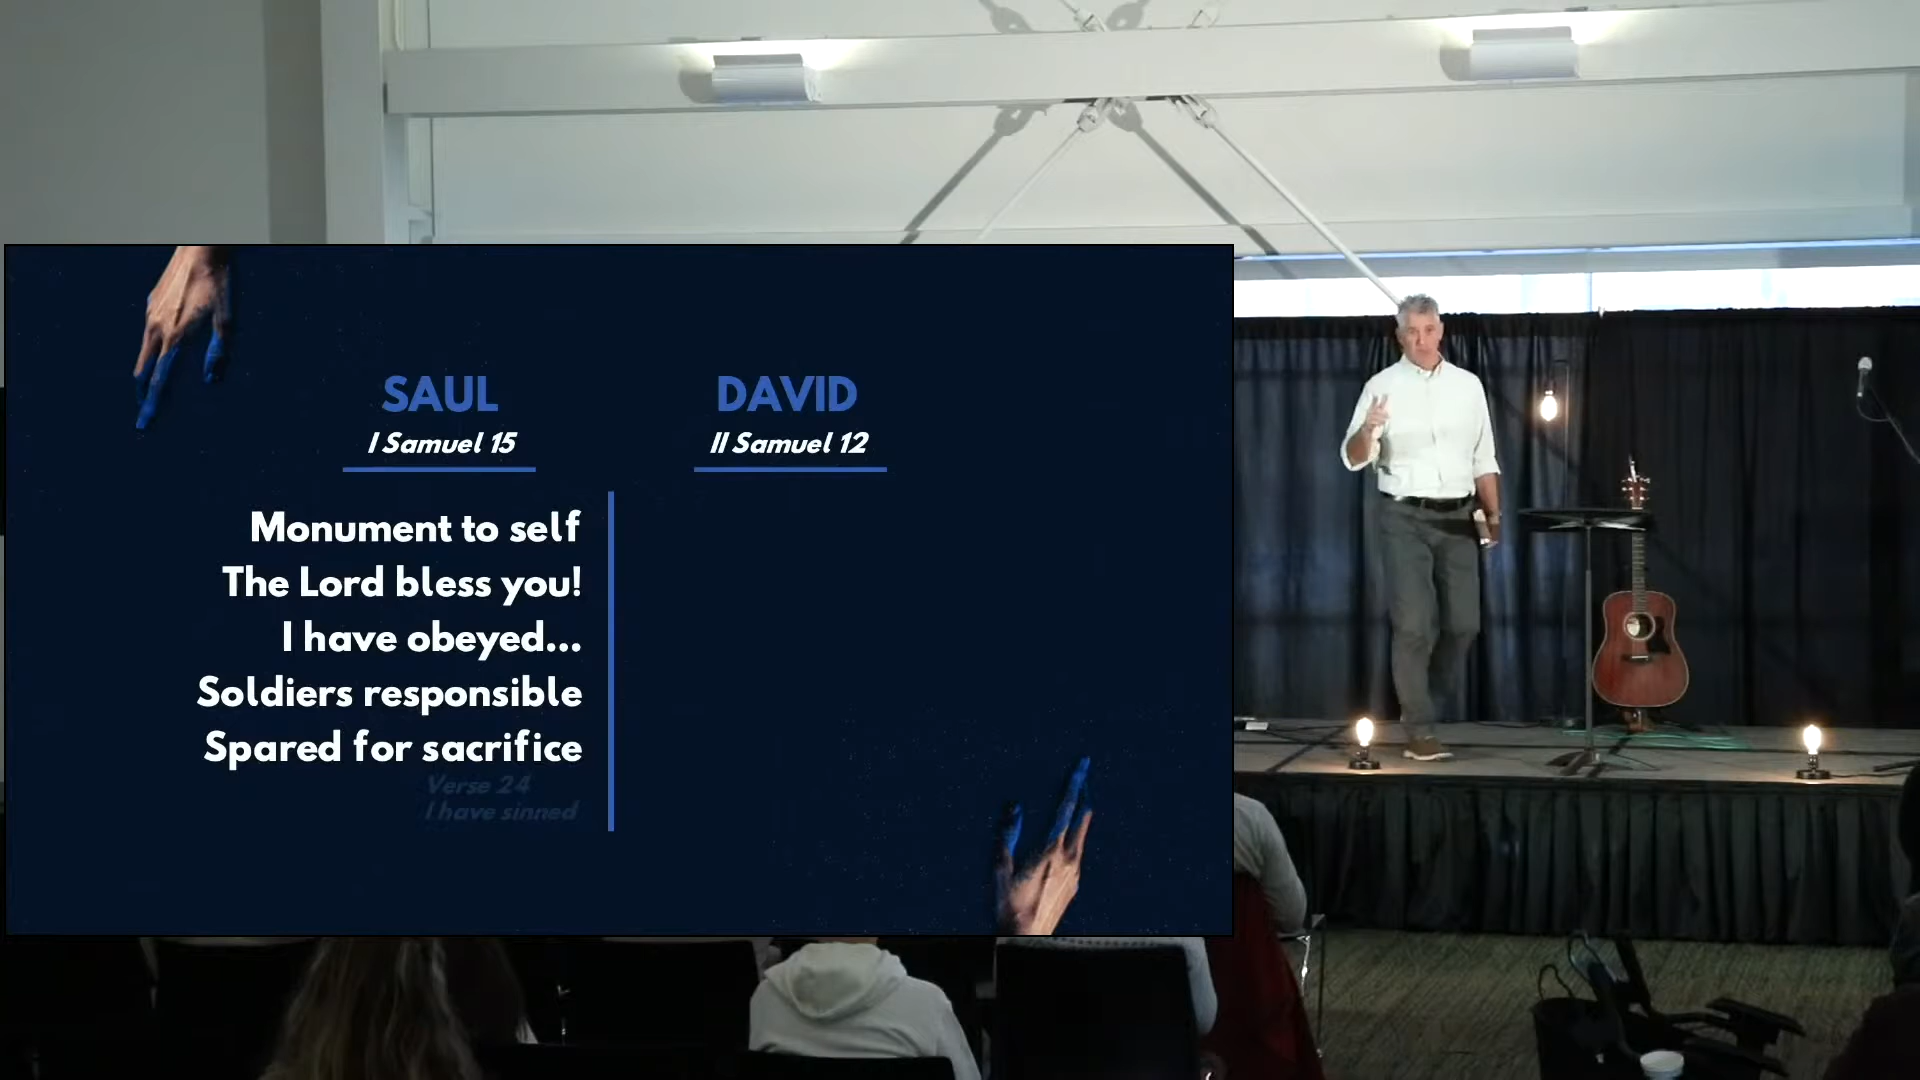 SAUL
I Samuel 15
DAVID
II Samuel 12
Monument to self
The Lord bless you!
I have obeyed...
Soldiers responsible
Spared for sacrifice
Verse 24
I have sinned